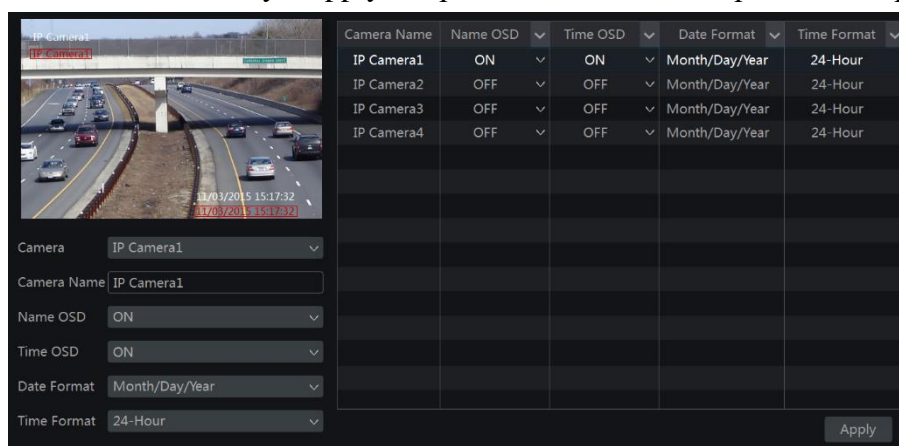 IP Camera1
IP Camera1
11/03/2015 15:17:32
11/03/2015 15:17:32
Camera IP Camera1
Camera Name IP Camera1
Name OSD ON
Time OSD ON
Date Format Month/Day/Year
Time Format 24-Hour
Camera Name Name OSD Time OSD Date Format Time Format
IP Camera1 ON ON Month/Day/Year 24-Hour
IP Camera2 OFF OFF Month/Day/Year 24-Hour
IP Camera3 OFF OFF Month/Day/Year 24-Hour
IP Camera4 OFF OFF Month/Day/Year 24-Hour
Apply